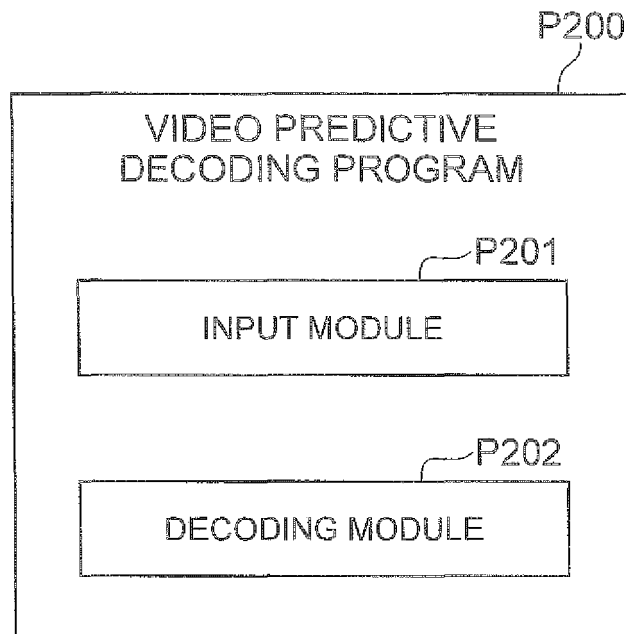 P200
VIDEO PREDICTIVE
DECODING PROGRAM
P201
INPUT MODULE
P202
DECODING MODULE